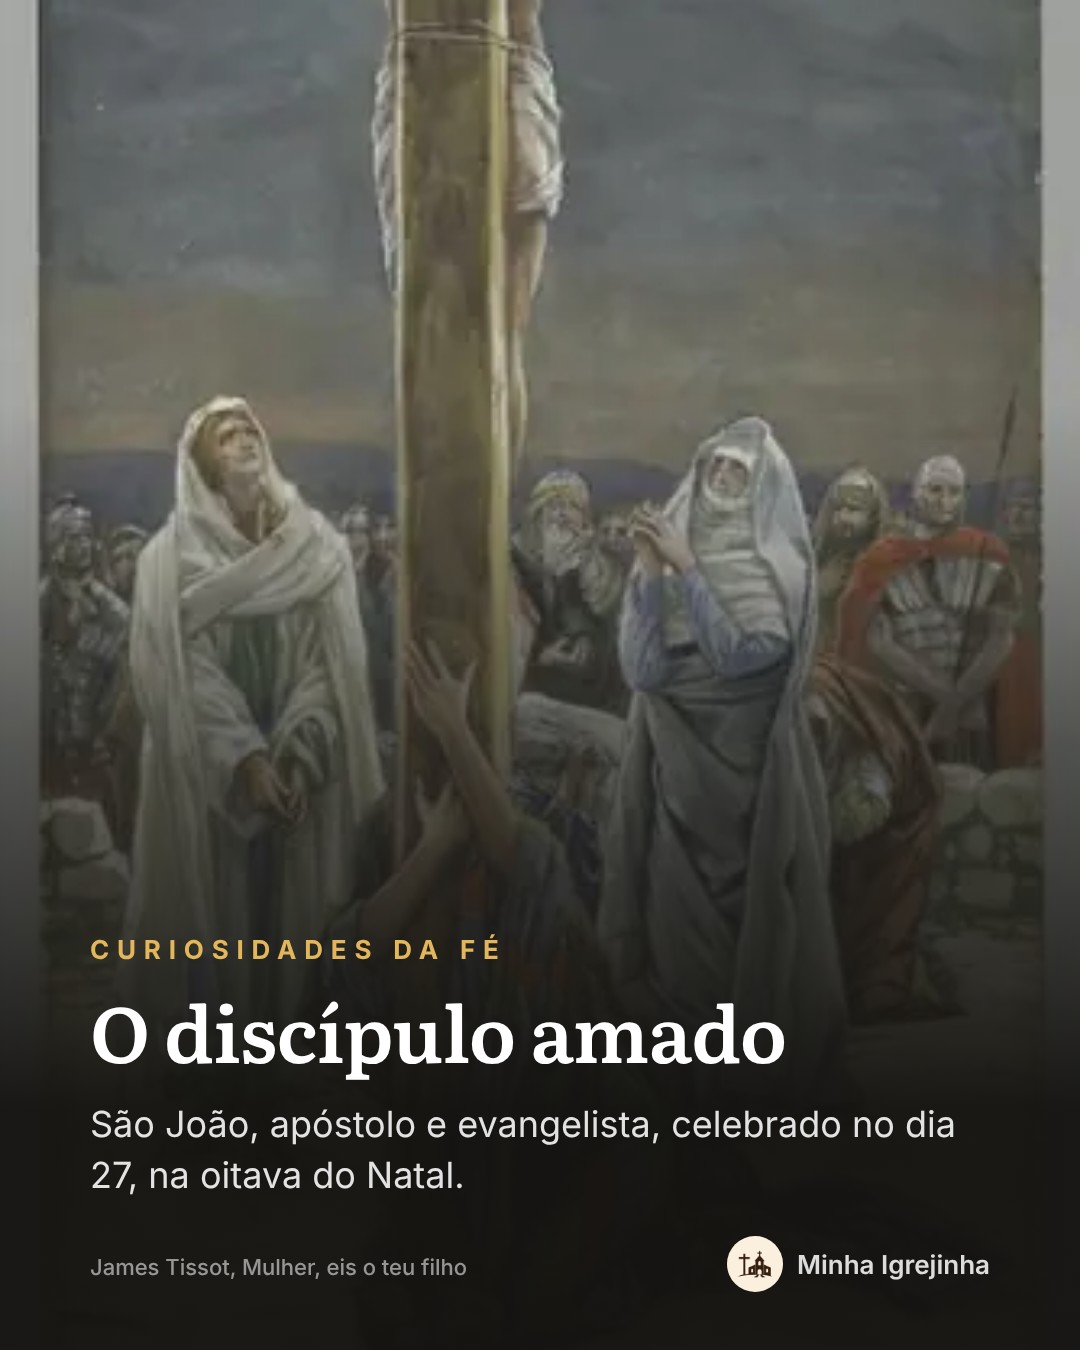 CURIOSIDADES DA FÉ
O discípulo amado
São João, apóstolo e evangelista, celebrado no dia
27, na oitava do Natal.
James Tissot, Mulher, eis o teu filho
Minha Igrejinha